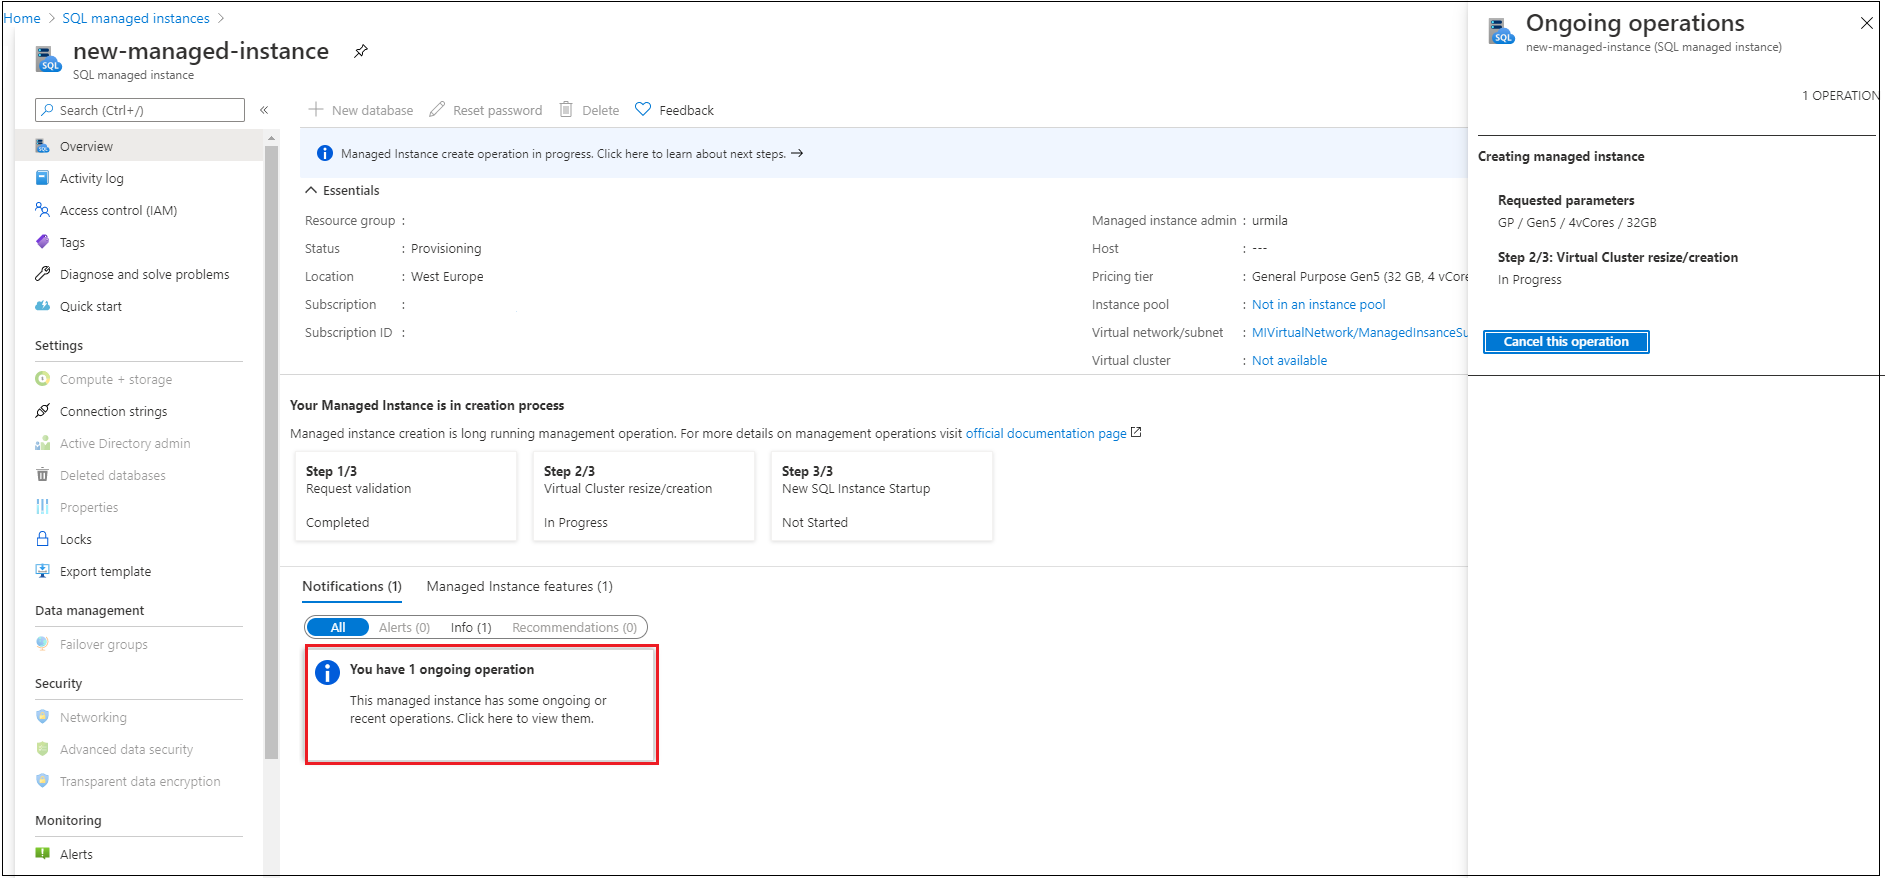 Home > SQL managed instances >
new-managed-instance
SQL managed instance
Search (Ctrl+/)
«
Overview
Activity log
Access control (IAM)
Tags
Diagnose and solve problems
Quick start
Settings
Compute + storage
Connection strings
Active Directory admin
Deleted databases
Properties
Locks
Export template
Data management
Failover groups
Security
Networking
Advanced data security
Transparent data encryption
Monitoring
Alerts
New database Reset password Delete Feedback
Managed Instance create operation in progress. Click here to learn about next steps. →
Essentials
Resource group :
Status : Provisioning
Location : West Europe
Subscription :
Subscription ID :
Managed instance admin : urmila
Host : ---
Pricing tier : General Purpose Gen5 (32 GB, 4 vCore
Instance pool : Not in an instance pool
Virtual network/subnet : MIVirtualNetwork/ManagedInsanceSu
Virtual cluster : Not available
Your Managed Instance is in creation process
Managed instance creation is long running management operation. For more details on management operations visit official documentation page
Step 1/3
Request validation
Completed
Step 2/3
Virtual Cluster resize/creation
In Progress
Step 3/3
New SQL Instance Startup
Not Started
Notifications (1) Managed Instance features (1)
All Alerts (0) Info (1) Recommendations (0)
You have 1 ongoing operation
This managed instance has some ongoing or
recent operations. Click here to view them.
Ongoing operations
new-managed-instance (SQL managed instance)
1 OPERATION
Creating managed instance
Requested parameters
GP / Gen5 / 4vCores / 32GB
Step 2/3: Virtual Cluster resize/creation
In Progress
Cancel this operation